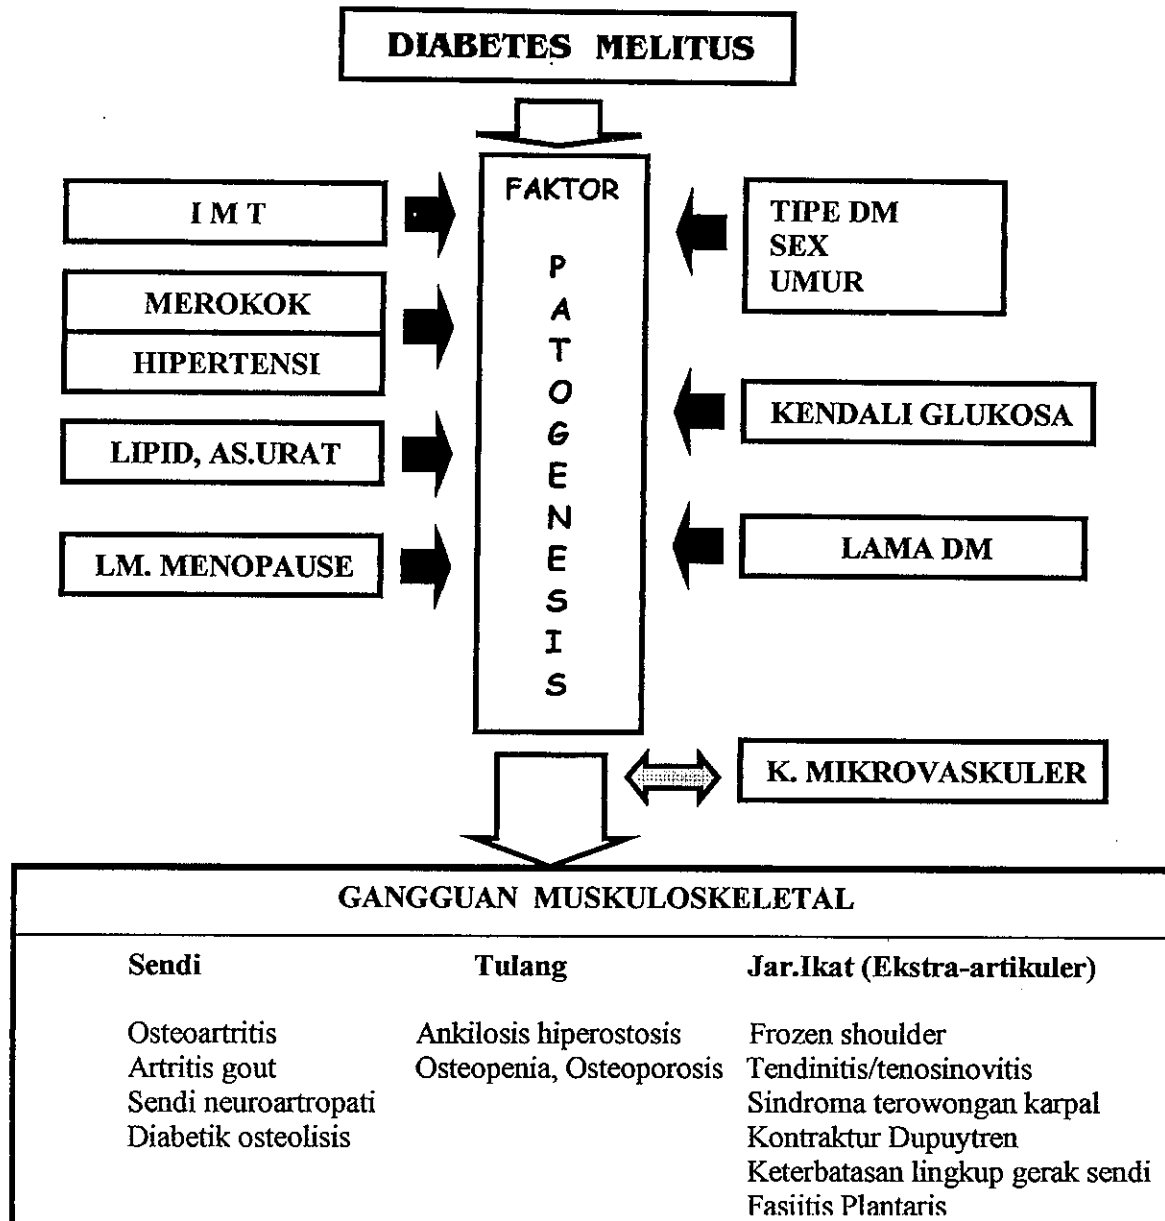 DIABETES MELITUS
FAKTOR
PATOGENESIS
I M T
MEROKOK
HIPERTENSI
LIPID, AS.URAT
LM. MENOPAUSE
TIPE DM
SEX
UMUR
KENDALI GLUKOSA
LAMA DM
K. MIKROVASKULER
GANGGUAN MUSKULOSKELETAL
Sendi
Osteoartritis
Artritis gout
Sendi neuroartropati
Diabetik osteolisis
Tulang
Ankilosis hiperostosis
Osteopenia, Osteoporosis
Jar.Ikat (Ekstra-artikuler)
Frozen shoulder
Tendinitis/tenosinovitis
Sindroma terowongan karpal
Kontraktur Dupuytren
Keterbatasan lingkup gerak sendi
Fasiitis Plantaris